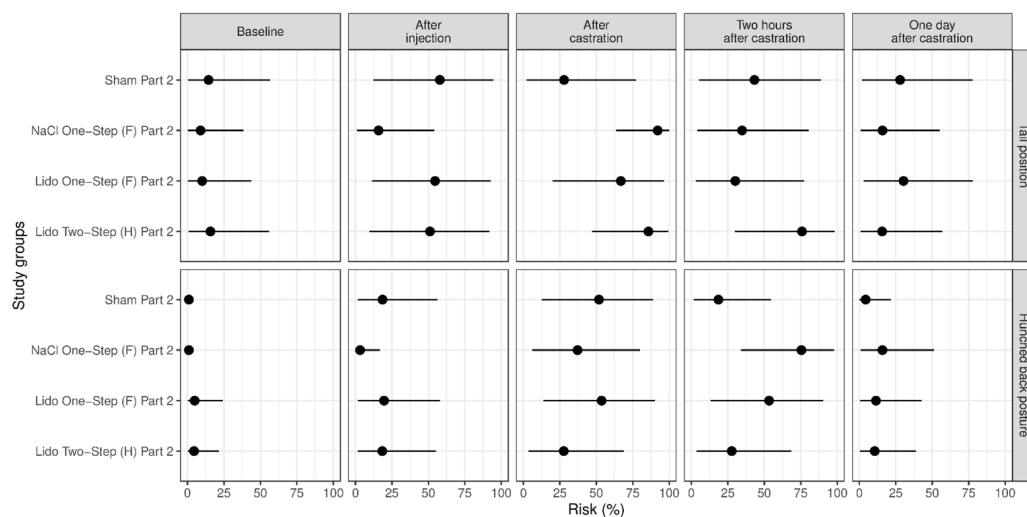 Baseline
After
injection
After
castration
Two hours
after castration
One day
after castration
Sham Part 2
NaCl One−Step (F) Part 2
Lido One−Step (F) Part 2
Lido Two−Step (H) Part 2
Tail position
Sham Part 2
NaCl One−Step (F) Part 2
Lido One−Step (F) Part 2
Lido Two−Step (H) Part 2
Hunched back posture
Study groups
0 25 50 75 100 0 25 50 75 100 0 25 50 75 100 0 25 50 75 100 0 25 50 75 100
Risk (%)